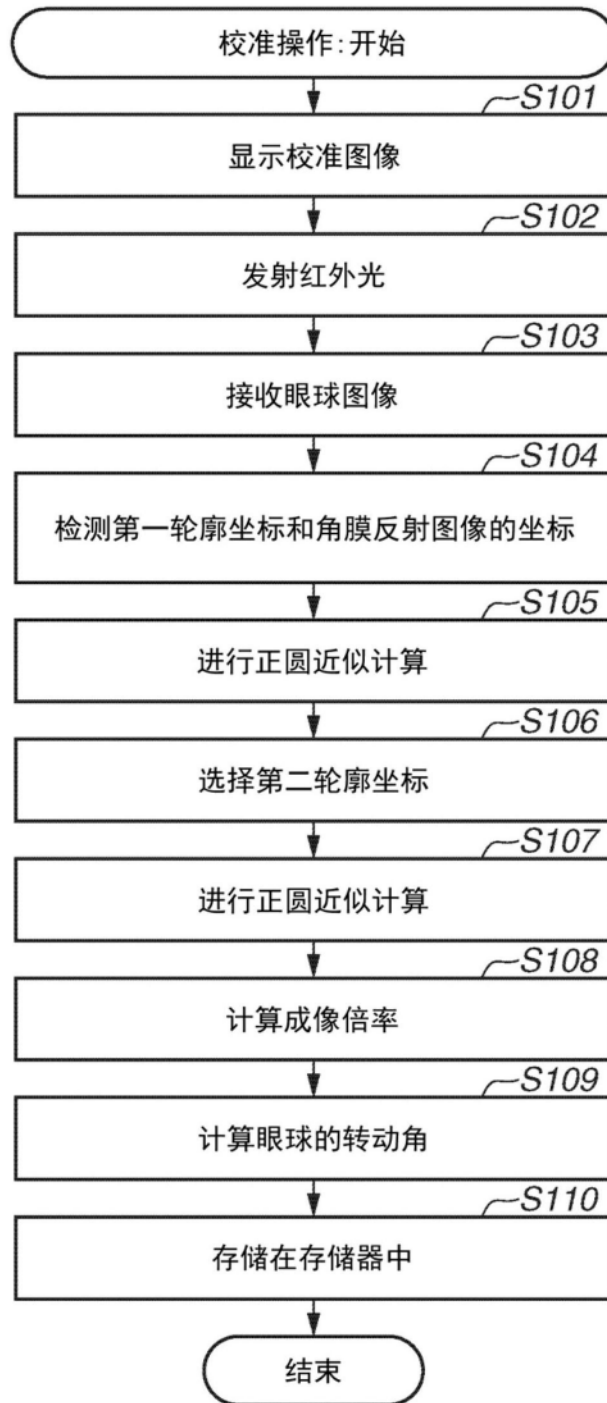 校准操作:开始
S101
显示校准图像
S102
发射红外光
S103
接收眼球图像
S104
检测第一轮廓坐标和角膜反射图像的坐标
S105
进行正圆近似计算
S106
选择第二轮廓坐标
S107
进行正圆近似计算
S108
计算成像倍率
S109
计算眼球的转动角
S110
存储在存储器中
结束